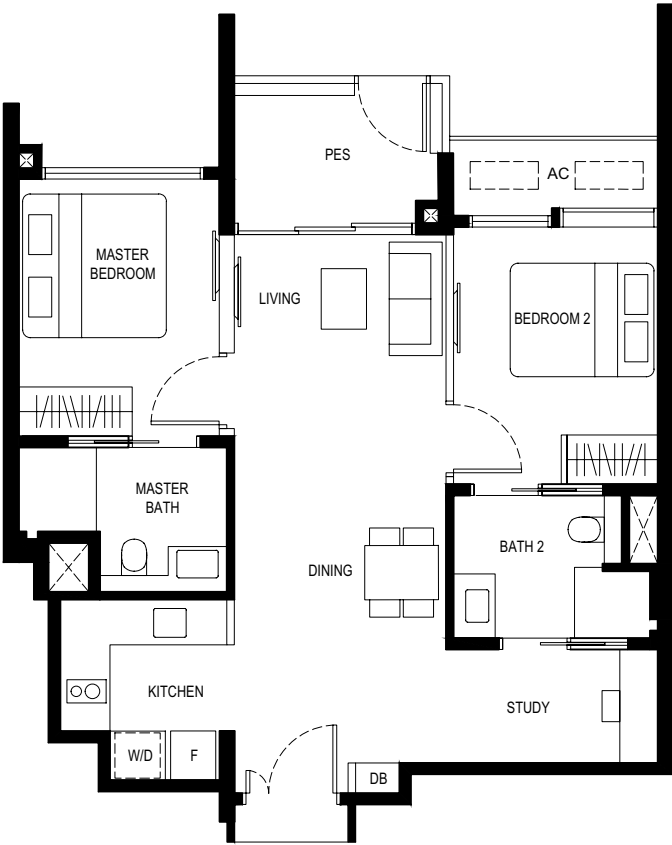 PES
AC
MASTER
BEDROOM
LIVING
BEDROOM 2
MASTER
BATH
BATH 2
DINING
KITCHEN
STUDY
W/D
F
DB